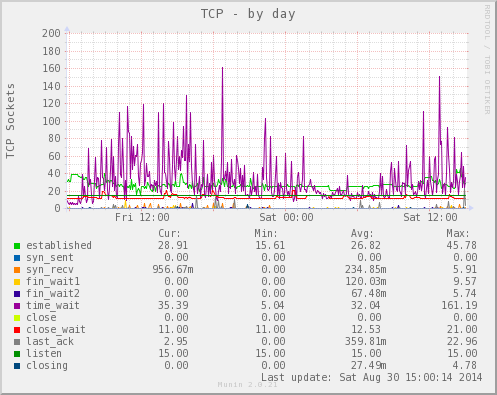 TCP - by day
RRDTOOL / TOBI OETIKER
TCP Sockets
200
180
160
140
120
100
80
60
40
20
0
Fri 12:00 Sat 00:00 Sat 12:00
Cur: Min: Avg: Max:
established 28.91 15.61 26.82 45.78
syn_sent 0.00 0.00 0.00 0.00
syn_recv 956.67m 0.00 234.85m 5.91
fin_wait1 0.00 0.00 120.03m 9.57
fin_wait2 0.00 0.00 67.48m 5.74
time_wait 35.39 5.04 32.04 161.19
close 0.00 0.00 0.00 0.00
close_wait 11.00 11.00 12.53 21.00
last_ack 2.95 0.00 359.81m 22.96
listen 15.00 15.00 15.00 15.00
closing 0.00 0.00 27.49m 4.78
Last update: Sat Aug 30 15:00:14 2014
Munin 2.0.21